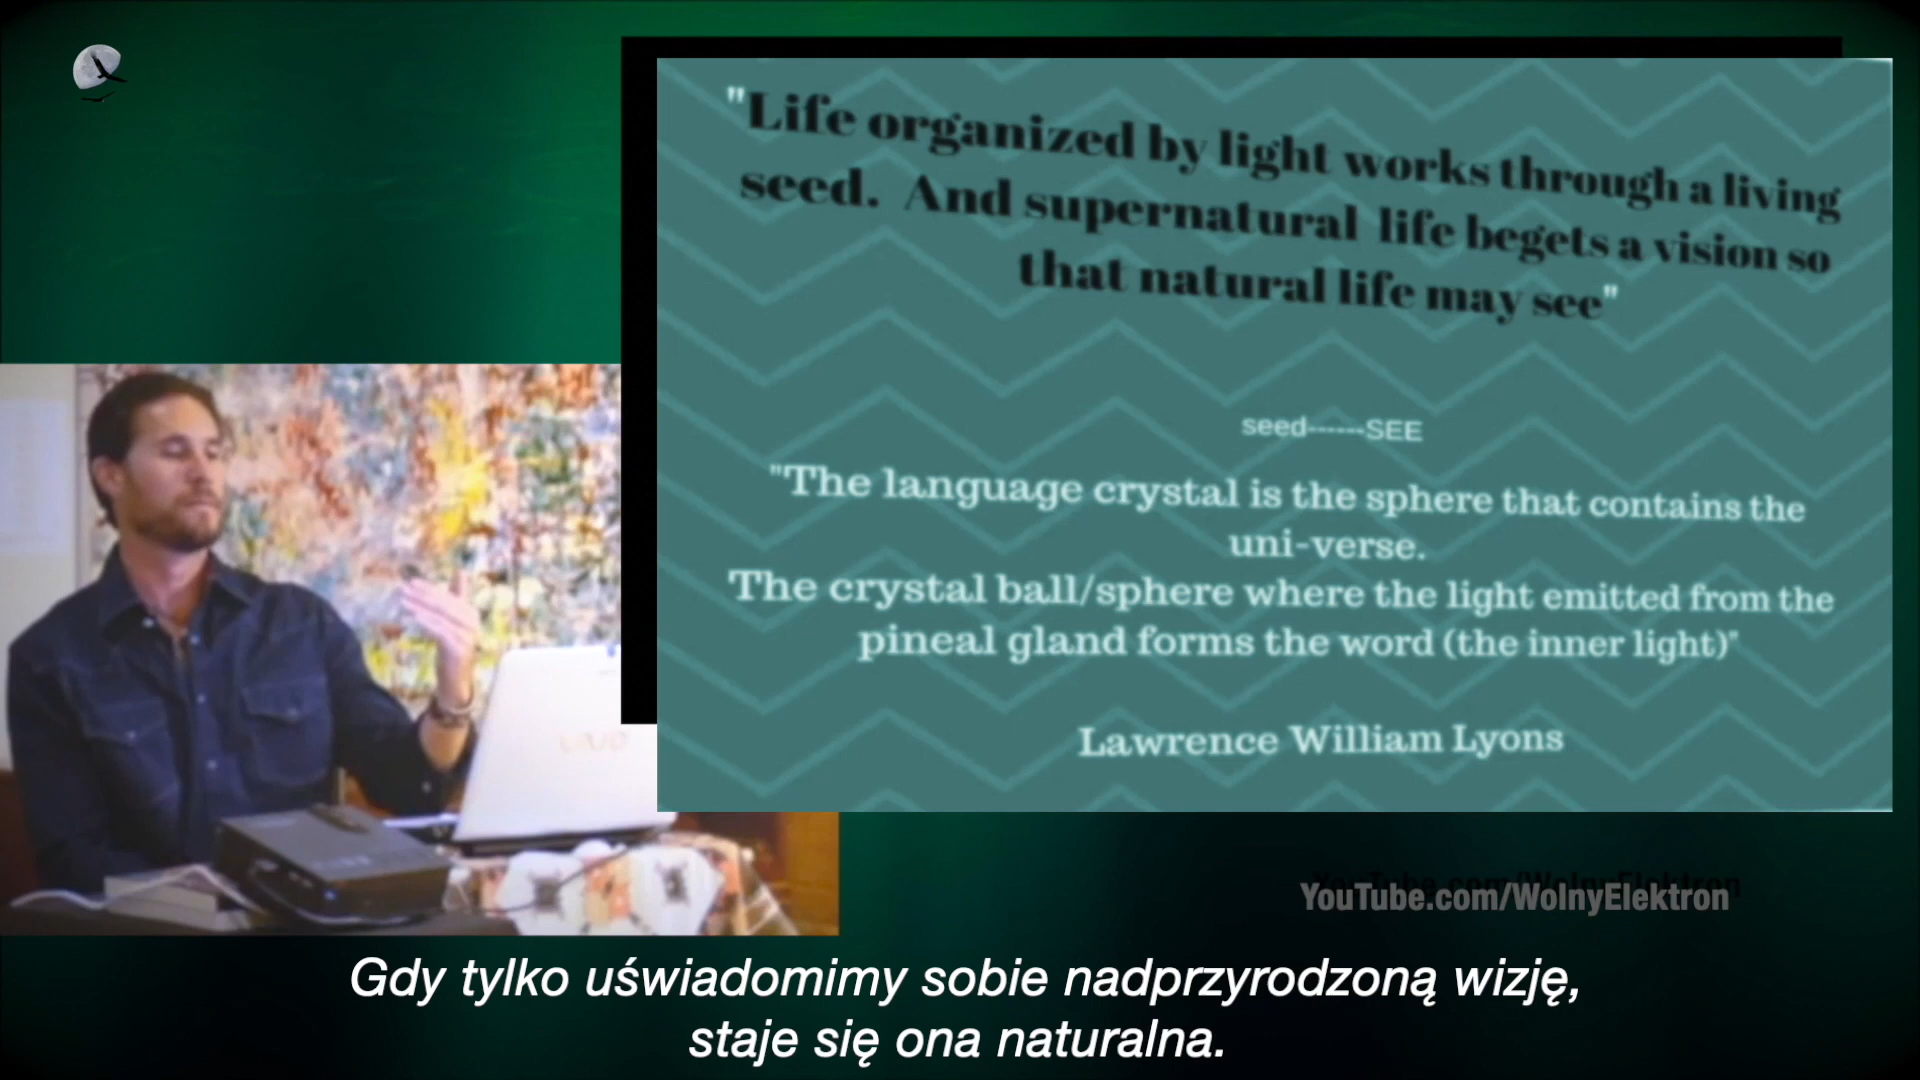 "Life organized by light works through a living
seed. And supernatural life begets a vision so
that natural life may see"
seed------SEE
"The language crystal is the sphere that contains the
uni-verse.
The crystal ball/sphere where the light emitted from the
pineal gland forms the word (the inner light)"
Lawrence William Lyons
YouTube.com/WolnyElektron
Gdy tylko uświadomimy sobie nadprzyrodzoną wizję,
staje się ona naturalna.